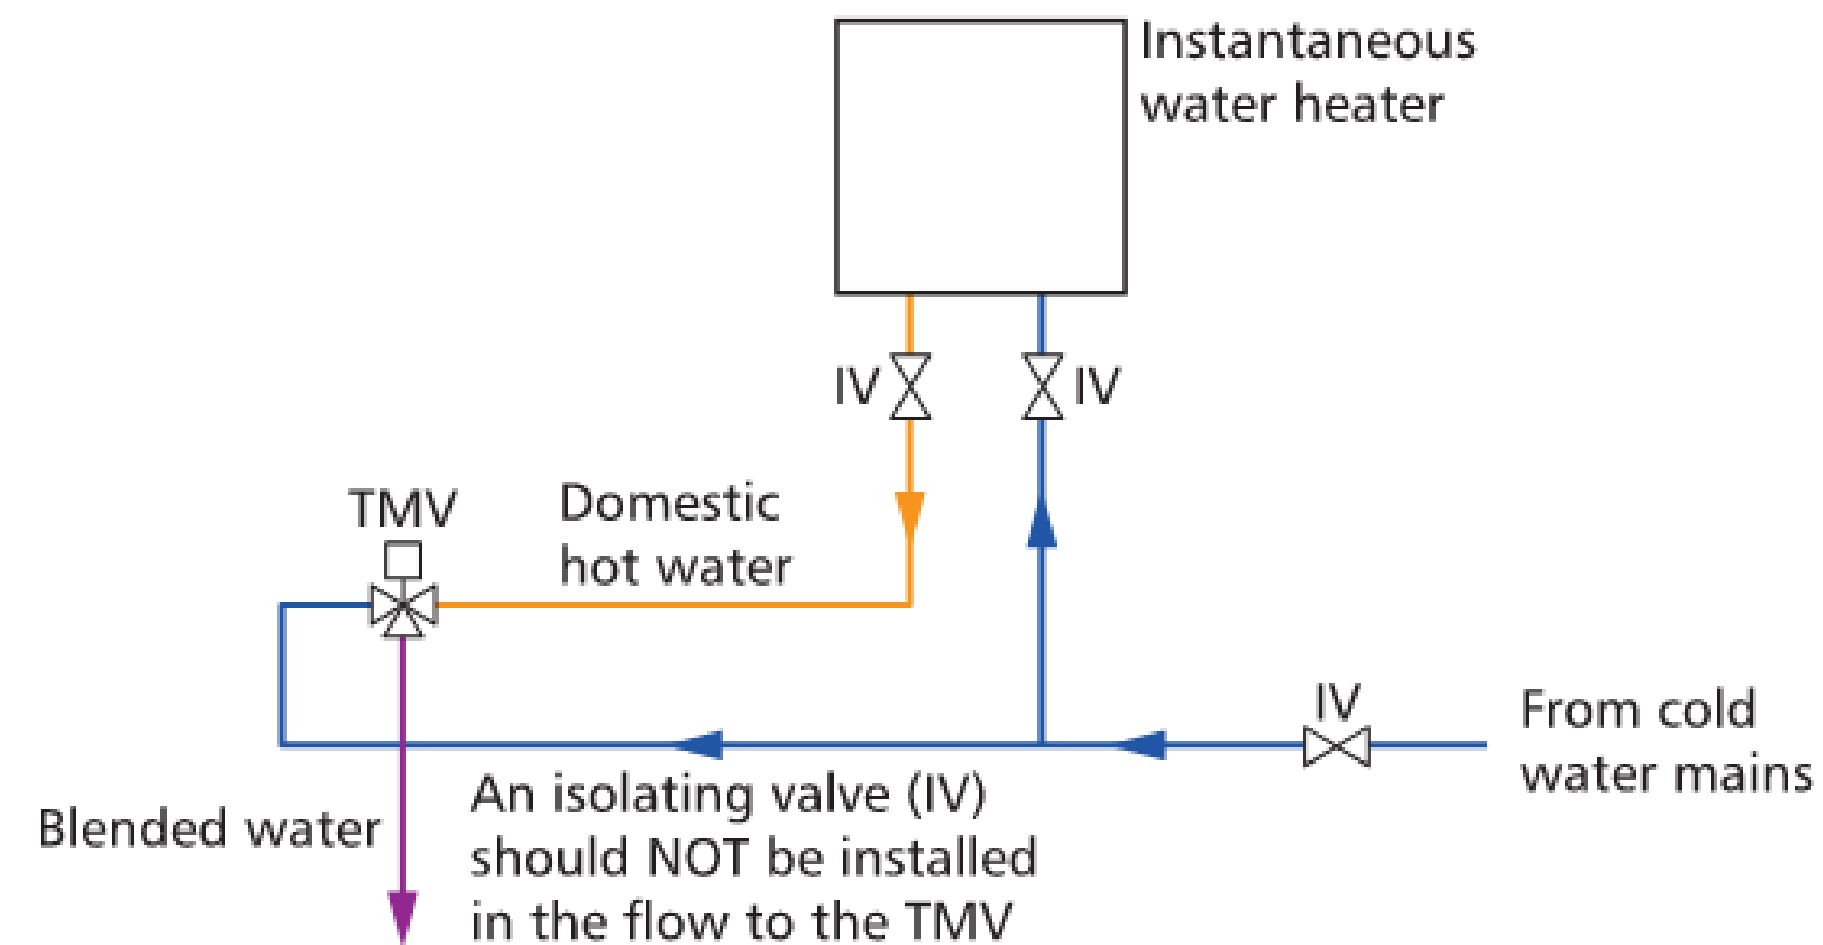 Instantaneous
water heater
IV
IV
TMV
Domestic
hot water
IV
From cold
water mains
An isolating valve (IV)
should NOT be installed
in the flow to the TMV
Blended water